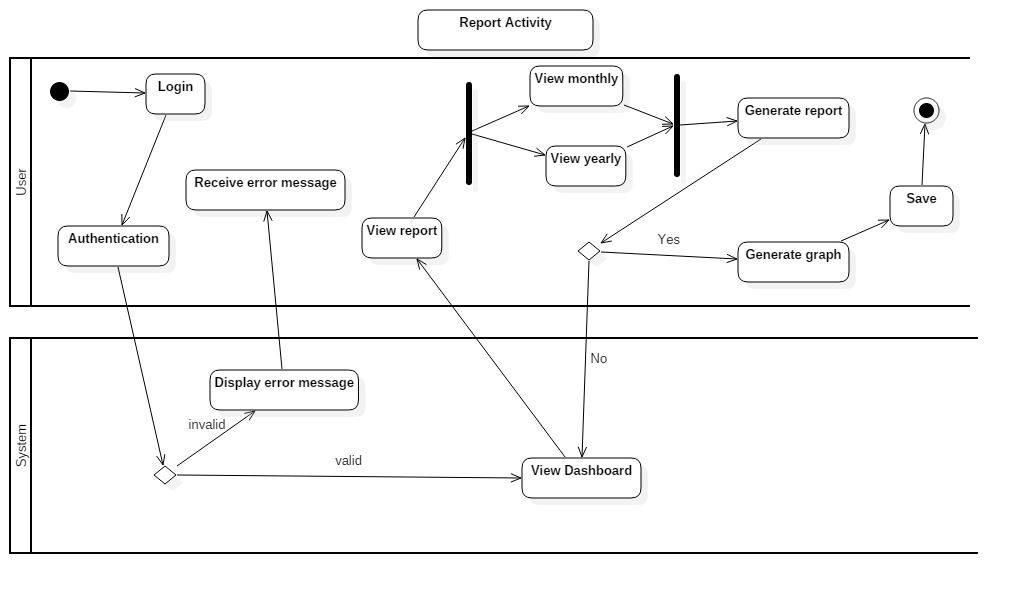 Report Activity
User
Login
View monthly
Generate report
View yearly
Receive error message
Save
View report
Authentication
Yes
Generate graph
System
No
Display error message
invalid
valid
View Dashboard